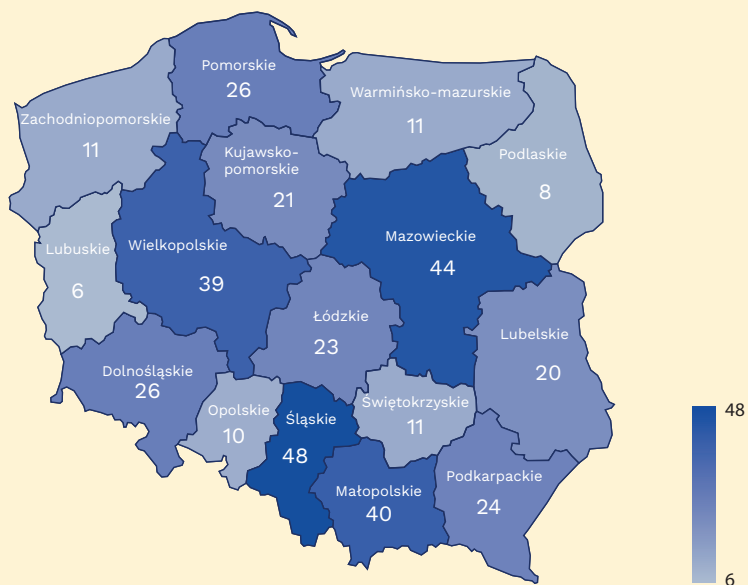 Pomorskie
26
Warmińsko-mazurskie
11
Zachodniopomorskie
11
Podlaskie
8
Kujawsko-
pomorskie
21
Mazowieckie
44
Lubuskie
6
Wielkopolskie
39
Łódzkie
23
Lubelskie
20
Dolnośląskie
26
Opolskie
10
Śląskie
48
Świętokrzyskie
11
Małopolskie
40
Podkarpackie
24
48
6